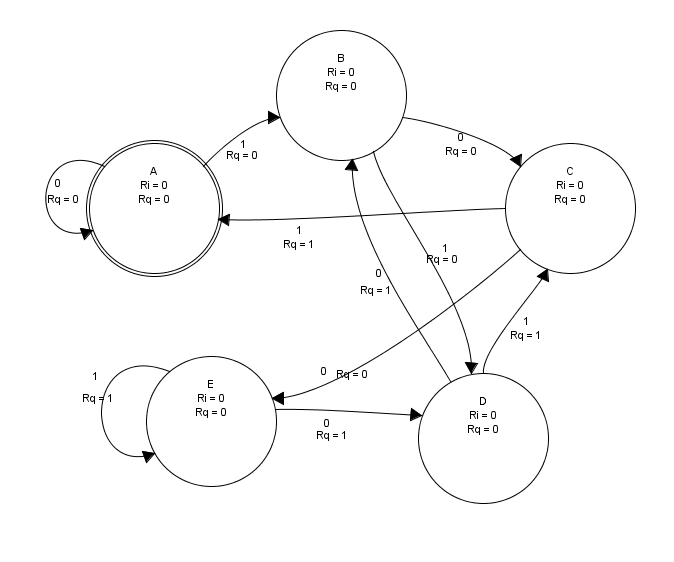 B
Ri = 0
Rq = 0
1
Rq = 0
0
Rq = 0
A
Ri = 0
Rq = 0
0
Rq = 0
C
Ri = 0
Rq = 0
1
Rq = 1
1
Rq = 0
0
Rq = 1
1
Rq = 1
0 Rq = 0
1
Rq = 1
E
Ri = 0
Rq = 0
D
Ri = 0
Rq = 0
0
Rq = 1